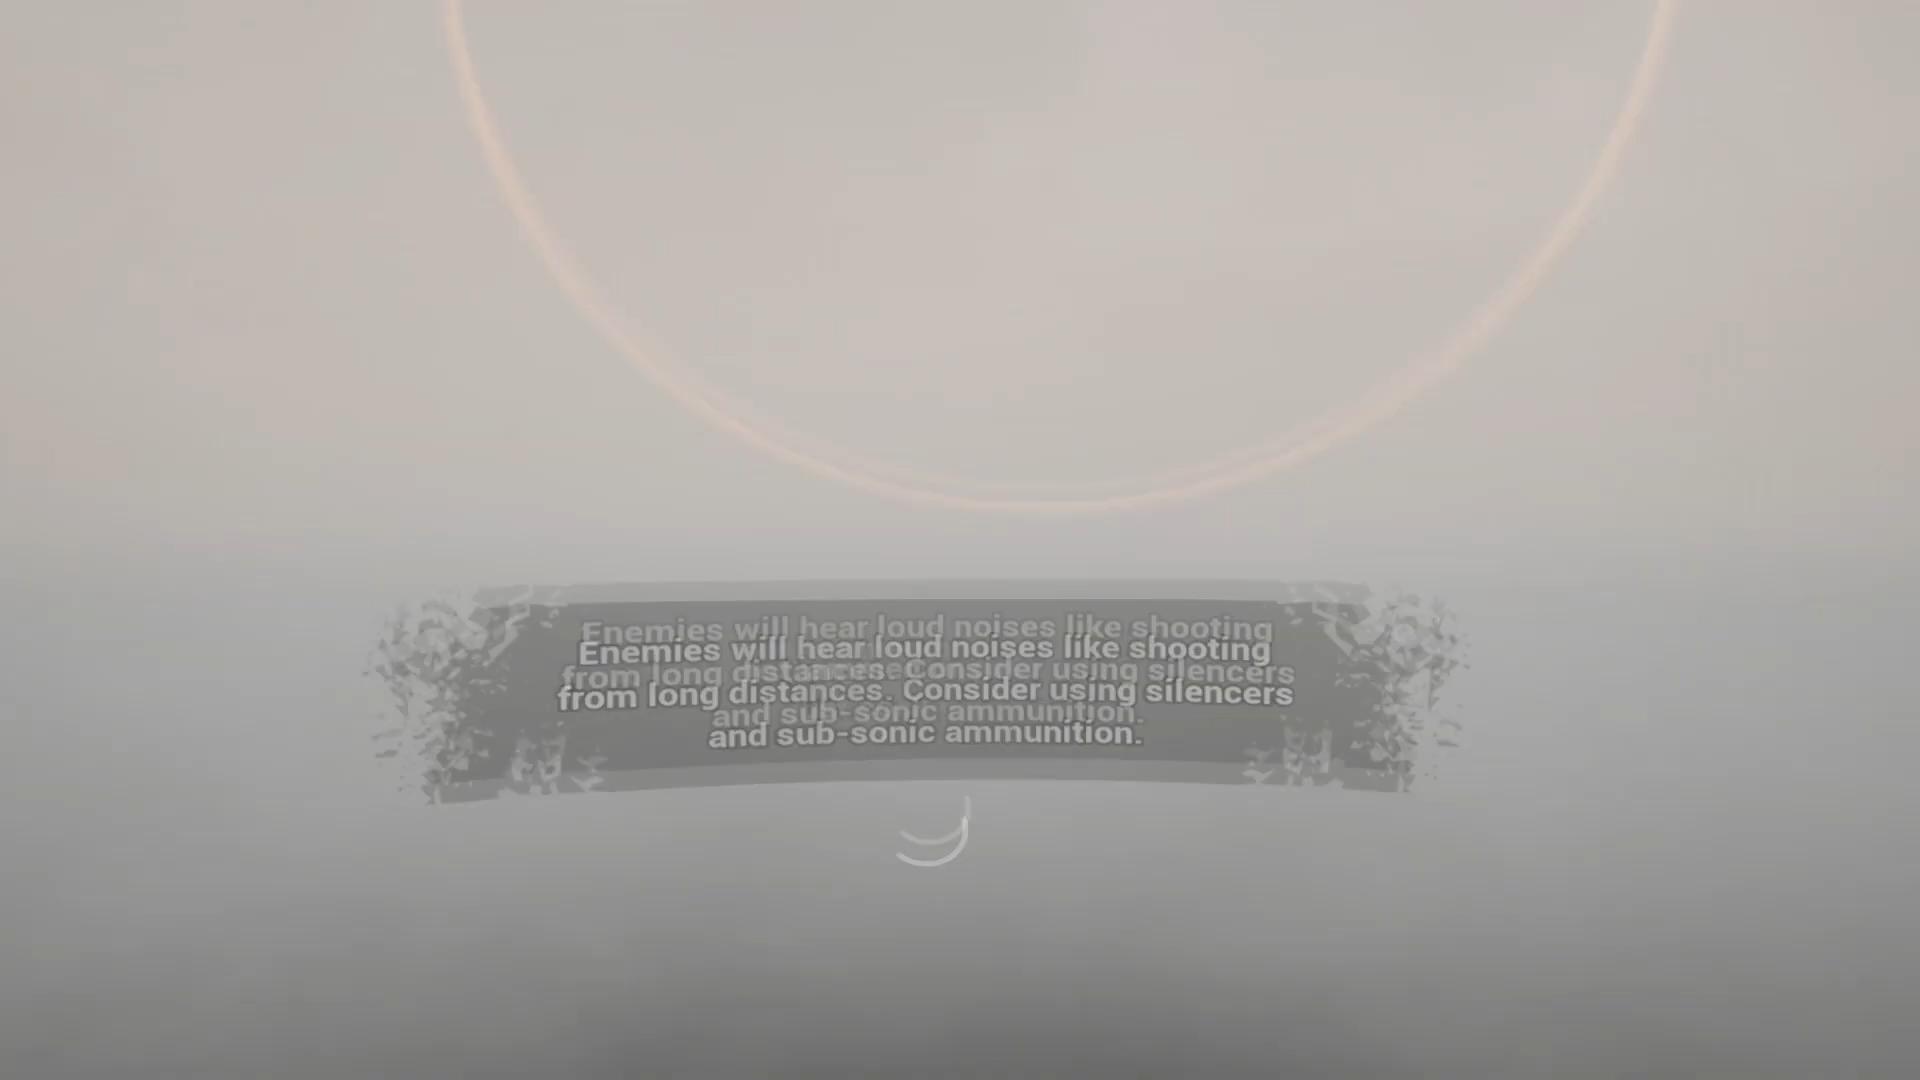 Enemies will hear loud noises like shooting
from long distances. Consider using silencers
and sub-sonic ammunition.